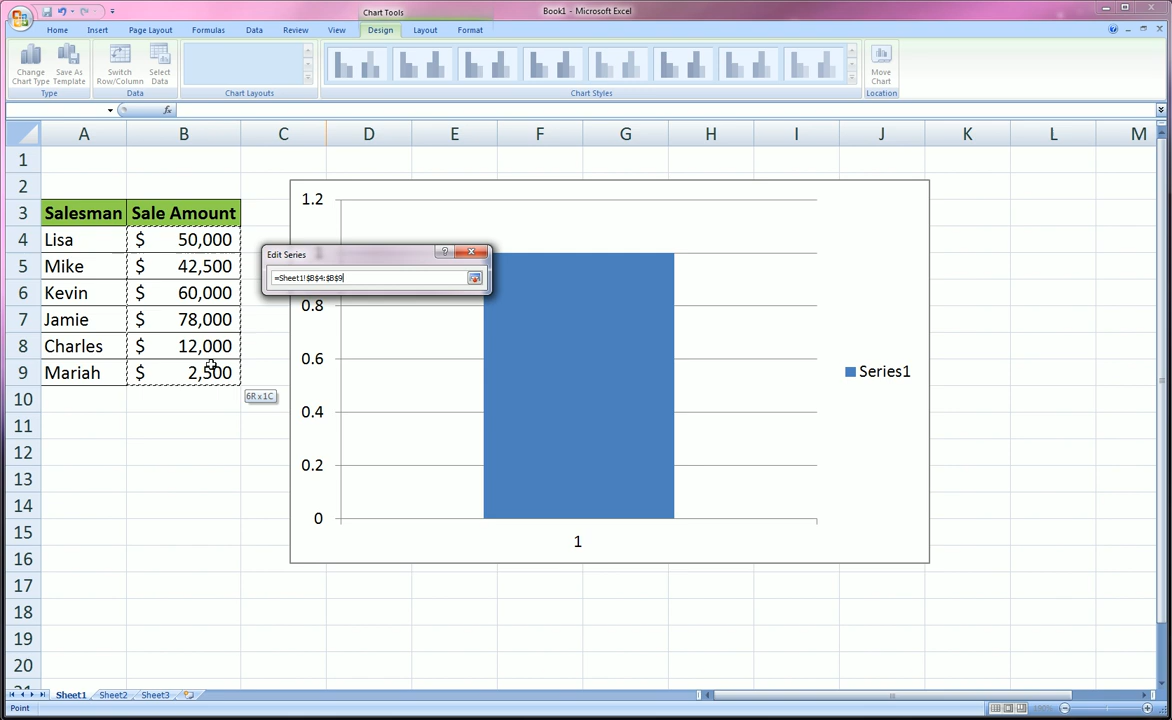 Chart Tools
Book1 - Microsoft Excel
Home Insert Page Layout Formulas Data Review View Design Layout Format
Change Chart Type
Save As Template
Switch Row/Column
Select Data
Move Chart
Type Data Chart Layouts Chart Styles Location
fx
A B C D E F G H I J K L M
1
2
3 Salesman Sale Amount
4 Lisa $ 50,000
5 Mike $ 42,500
6 Kevin $ 60,000
7 Jamie $ 78,000
8 Charles $ 12,000
9 Mariah $ 2,500
10
11
12
13
14
15
16
17
18
19
20
6R x 1C
Edit Series
=Sheet1!$B$4:$B$9
1.2
0.8
0.6
0.4
0.2
0
1
Series1
Sheet1 Sheet2 Sheet3
Point